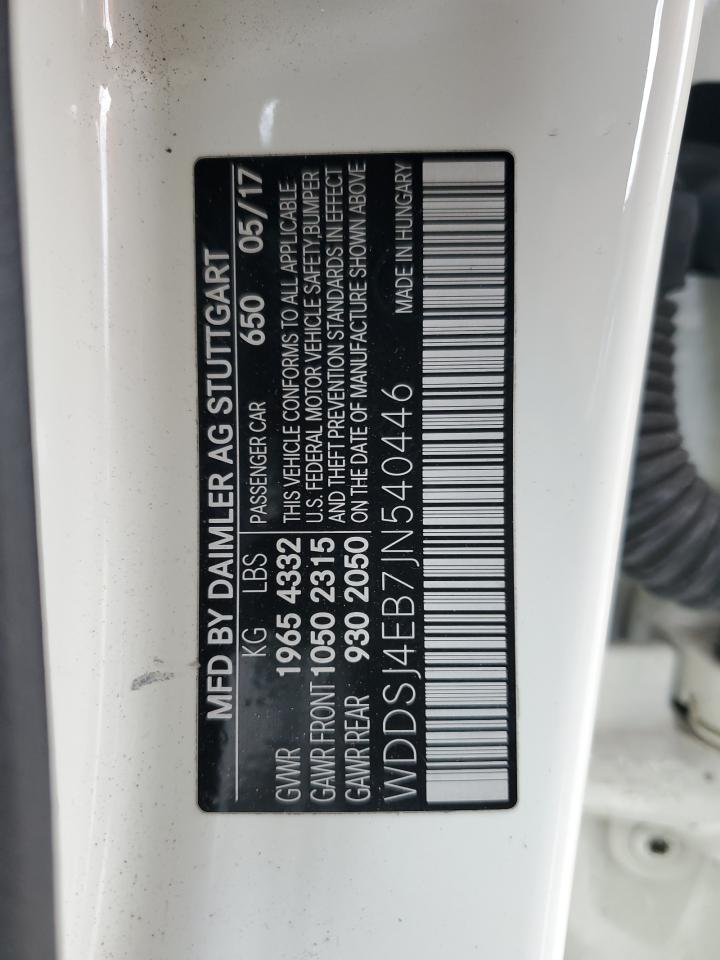 MFD BY DAIMLER AG STUTTGART
KG LBS PASSENGER CAR 650 05/17
GVWR 1965 4332 THIS VEHICLE CONFORMS TO ALL APPLICABLE
GAWR FRONT 1050 2315 U.S. FEDERAL MOTOR VEHICLE SAFETY,BUMPER
GAWR REAR 930 2050 AND THEFT PREVENTION STANDARDS IN EFFECT
ON THE DATE OF MANUFACTURE SHOWN ABOVE
WDDSJ4EB7JN540446 MADE IN HUNGARY